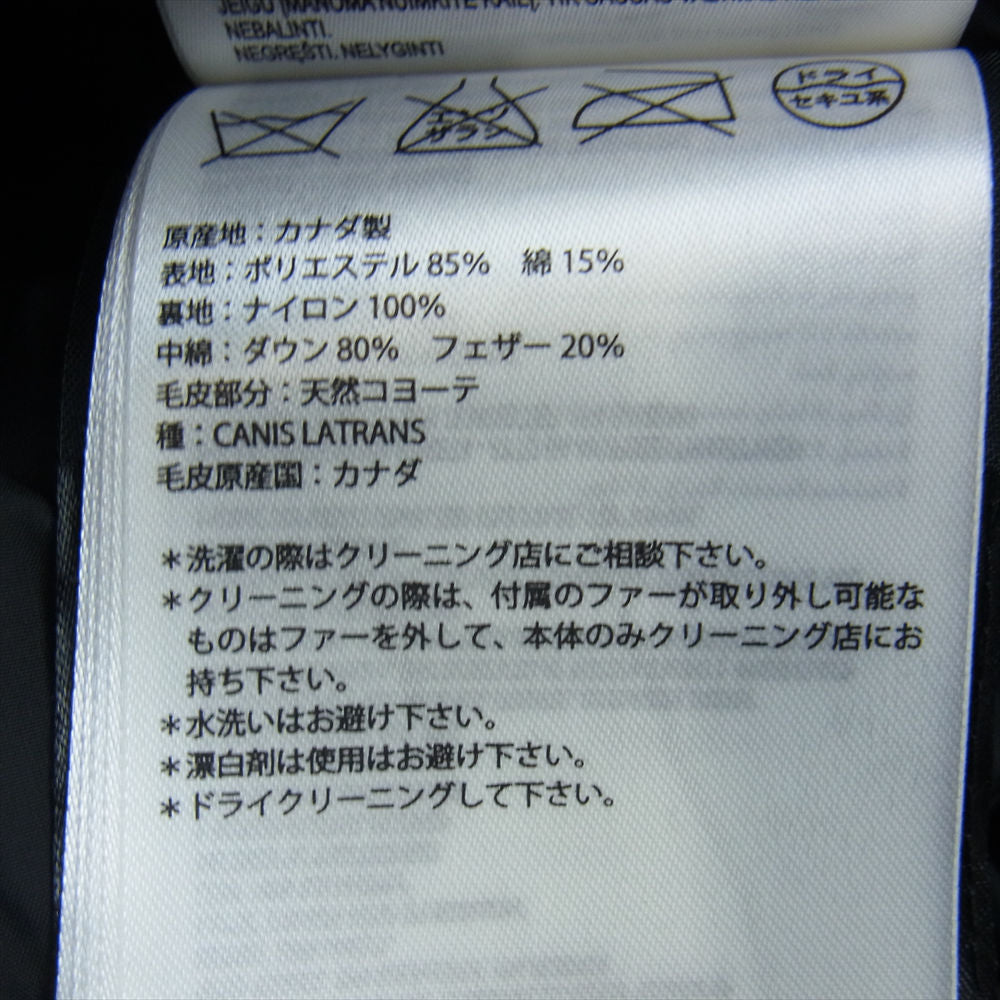 NEBALINTI.
NEGRĘŠTI. NELYGINTI
エンソ
サラシ
ドライ
セキユ系
原産地：カナダ製
表地：ポリエステル 85%　綿 15%
裏地：ナイロン 100%
中綿：ダウン 80%　フェザー 20%
毛皮部分：天然コヨーテ
種：CANIS LATRANS
毛皮原産国：カナダ
＊洗濯の際はクリーニング店にご相談下さい。
＊クリーニングの際は、付属のファーが取り外し可能な
ものはファーを外して、本体のみクリーニング店にお
持ち下さい。
＊水洗いはお避け下さい。
＊漂白剤は使用はお避け下さい。
＊ドライクリーニングして下さい。